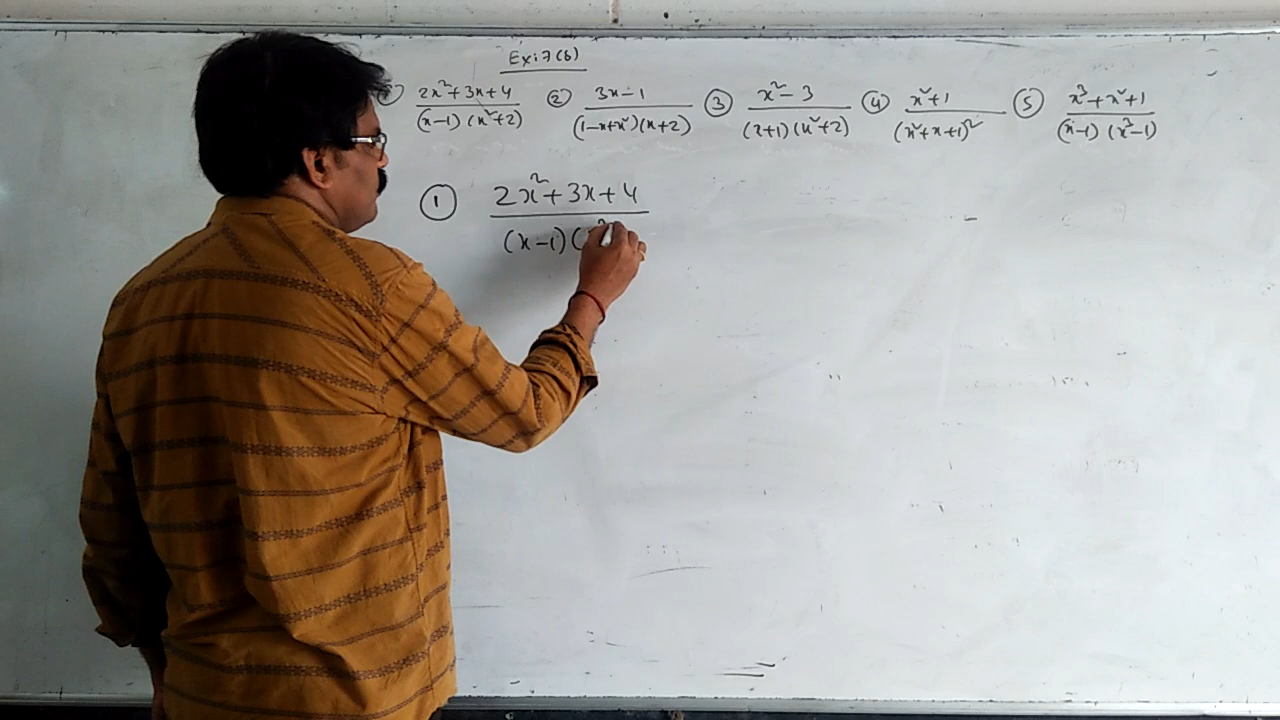 Ex: 7(b)
① 2x²+3x+4 / (x-1)(x²+2) ② 3x-1 / (1-x+x²)(x+2) ③ x²-3 / (x+1)(x²+2) ④ x²+1 / (x²+x+1)² ⑤ x³+x²+1 / (x-1)(x³-1)
① 2x²+3x+4
(x-1)(